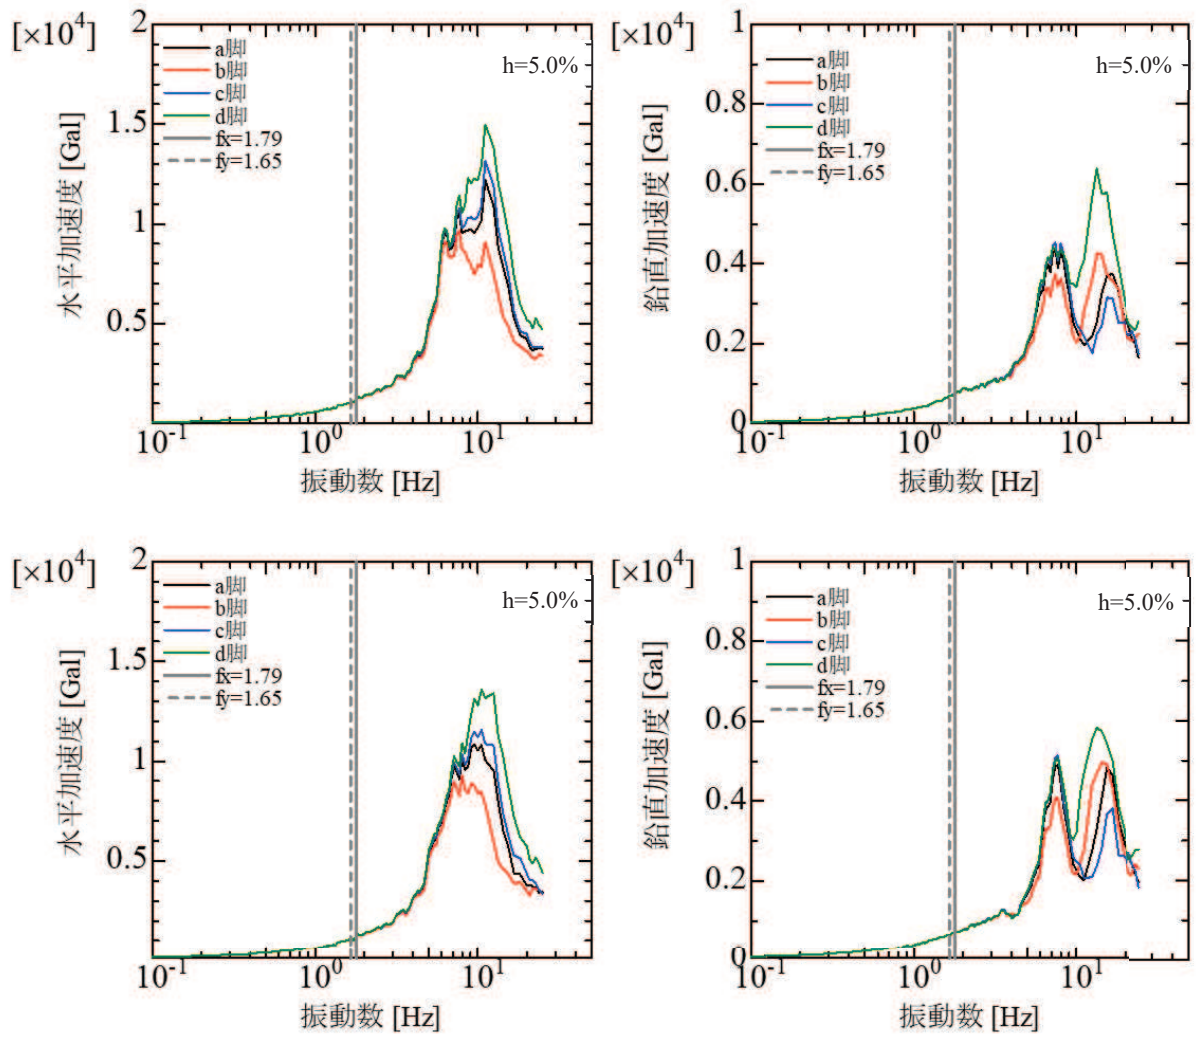 [×10⁴]
2
1.5
1
0.5
水平加速度 [Gal]
a脚
b脚
c脚
d脚
fx=1.79
fy=1.65
h=5.0%
10⁻¹
10⁰
10¹
振動数 [Hz]
[×10⁴]
1
0.8
0.6
0.4
0.2
0
鉛直加速度 [Gal]
a脚
b脚
c脚
d脚
fx=1.79
fy=1.65
h=5.0%
10⁻¹
10⁰
10¹
振動数 [Hz]
[×10⁴]
2
1.5
1
0.5
水平加速度 [Gal]
a脚
b脚
c脚
d脚
fx=1.79
fy=1.65
h=5.0%
10⁻¹
10⁰
10¹
振動数 [Hz]
[×10⁴]
1
0.8
0.6
0.4
0.2
0
鉛直加速度 [Gal]
a脚
b脚
c脚
d脚
fx=1.79
fy=1.65
h=5.0%
10⁻¹
10⁰
10¹
振動数 [Hz]